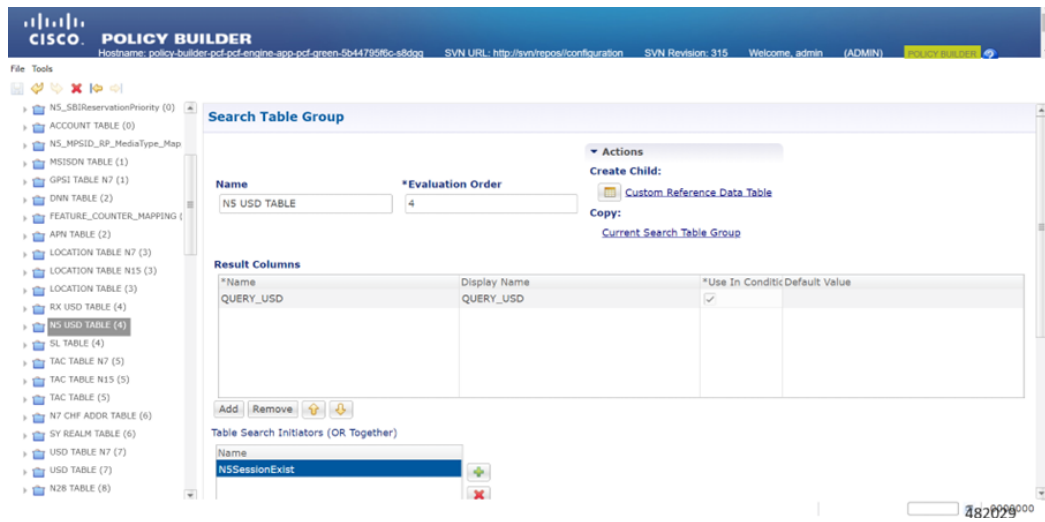 CISCO. POLICY BUILDER
Hostname: policy-builder-pcf-pcf-engine-app-pcf-green-5b44795f6c-s8dgq SVN URL: http://svn/repos//configuration SVN Revision: 315 Welcome, admin (ADMIN) POLICY BUILDER
File Tools
N5_SBIReservationPriority (0)
ACCOUNT TABLE (0)
N5_MPSID_RP_MediaType_Map
MSISDN TABLE (1)
GPSI TABLE N7 (1)
DNN TABLE (2)
FEATURE_COUNTER_MAPPING (
APN TABLE (2)
LOCATION TABLE N7 (3)
LOCATION TABLE N15 (3)
LOCATION TABLE (3)
RX USD TABLE (4)
N5 USD TABLE (4)
SL TABLE (4)
TAC TABLE N7 (5)
TAC TABLE N15 (5)
TAC TABLE (5)
N7 CHF ADDR TABLE (6)
SY REALM TABLE (6)
USD TABLE N7 (7)
USD TABLE (7)
N28 TABLE (8)
Search Table Group
Actions
Create Child:
Custom Reference Data Table
Copy:
Current Search Table Group
Name *Evaluation Order
N5 USD TABLE 4
Result Columns
*Name Display Name *Use In Conditic Default Value
QUERY_USD QUERY_USD
Add Remove
Table Search Initiators (OR Together)
Name
N5SessionExist
482029